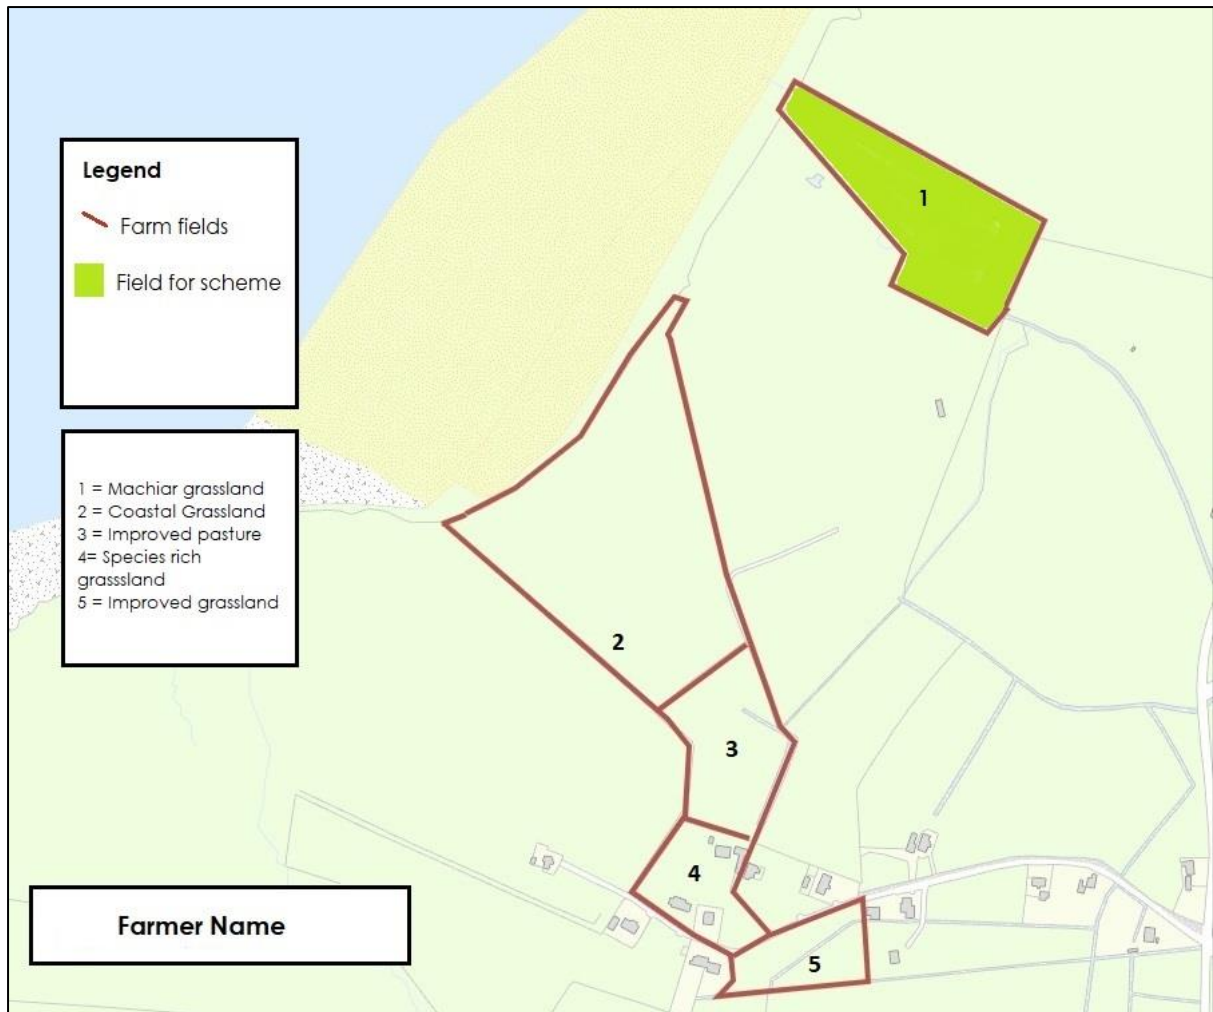 Legend
Farm fields
Field for scheme
1 = Machiar grassland
2 = Coastal Grassland
3 = Improved pasture
4= Species rich
grasssland
5 = Improved grassland
Farmer Name
1
2
3
4
5